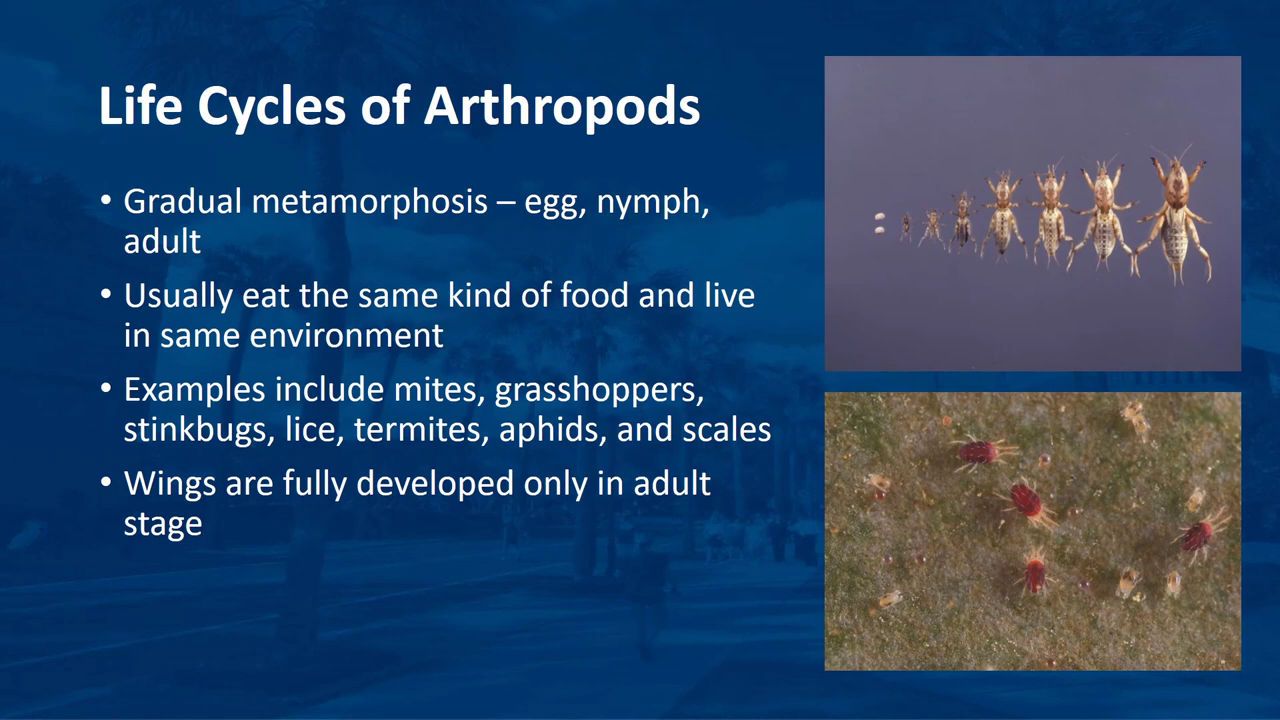 Life Cycles of Arthropods
• Gradual metamorphosis – egg, nymph,
adult
• Usually eat the same kind of food and live
in same environment
• Examples include mites, grasshoppers,
stinkbugs, lice, termites, aphids, and scales
• Wings are fully developed only in adult
stage